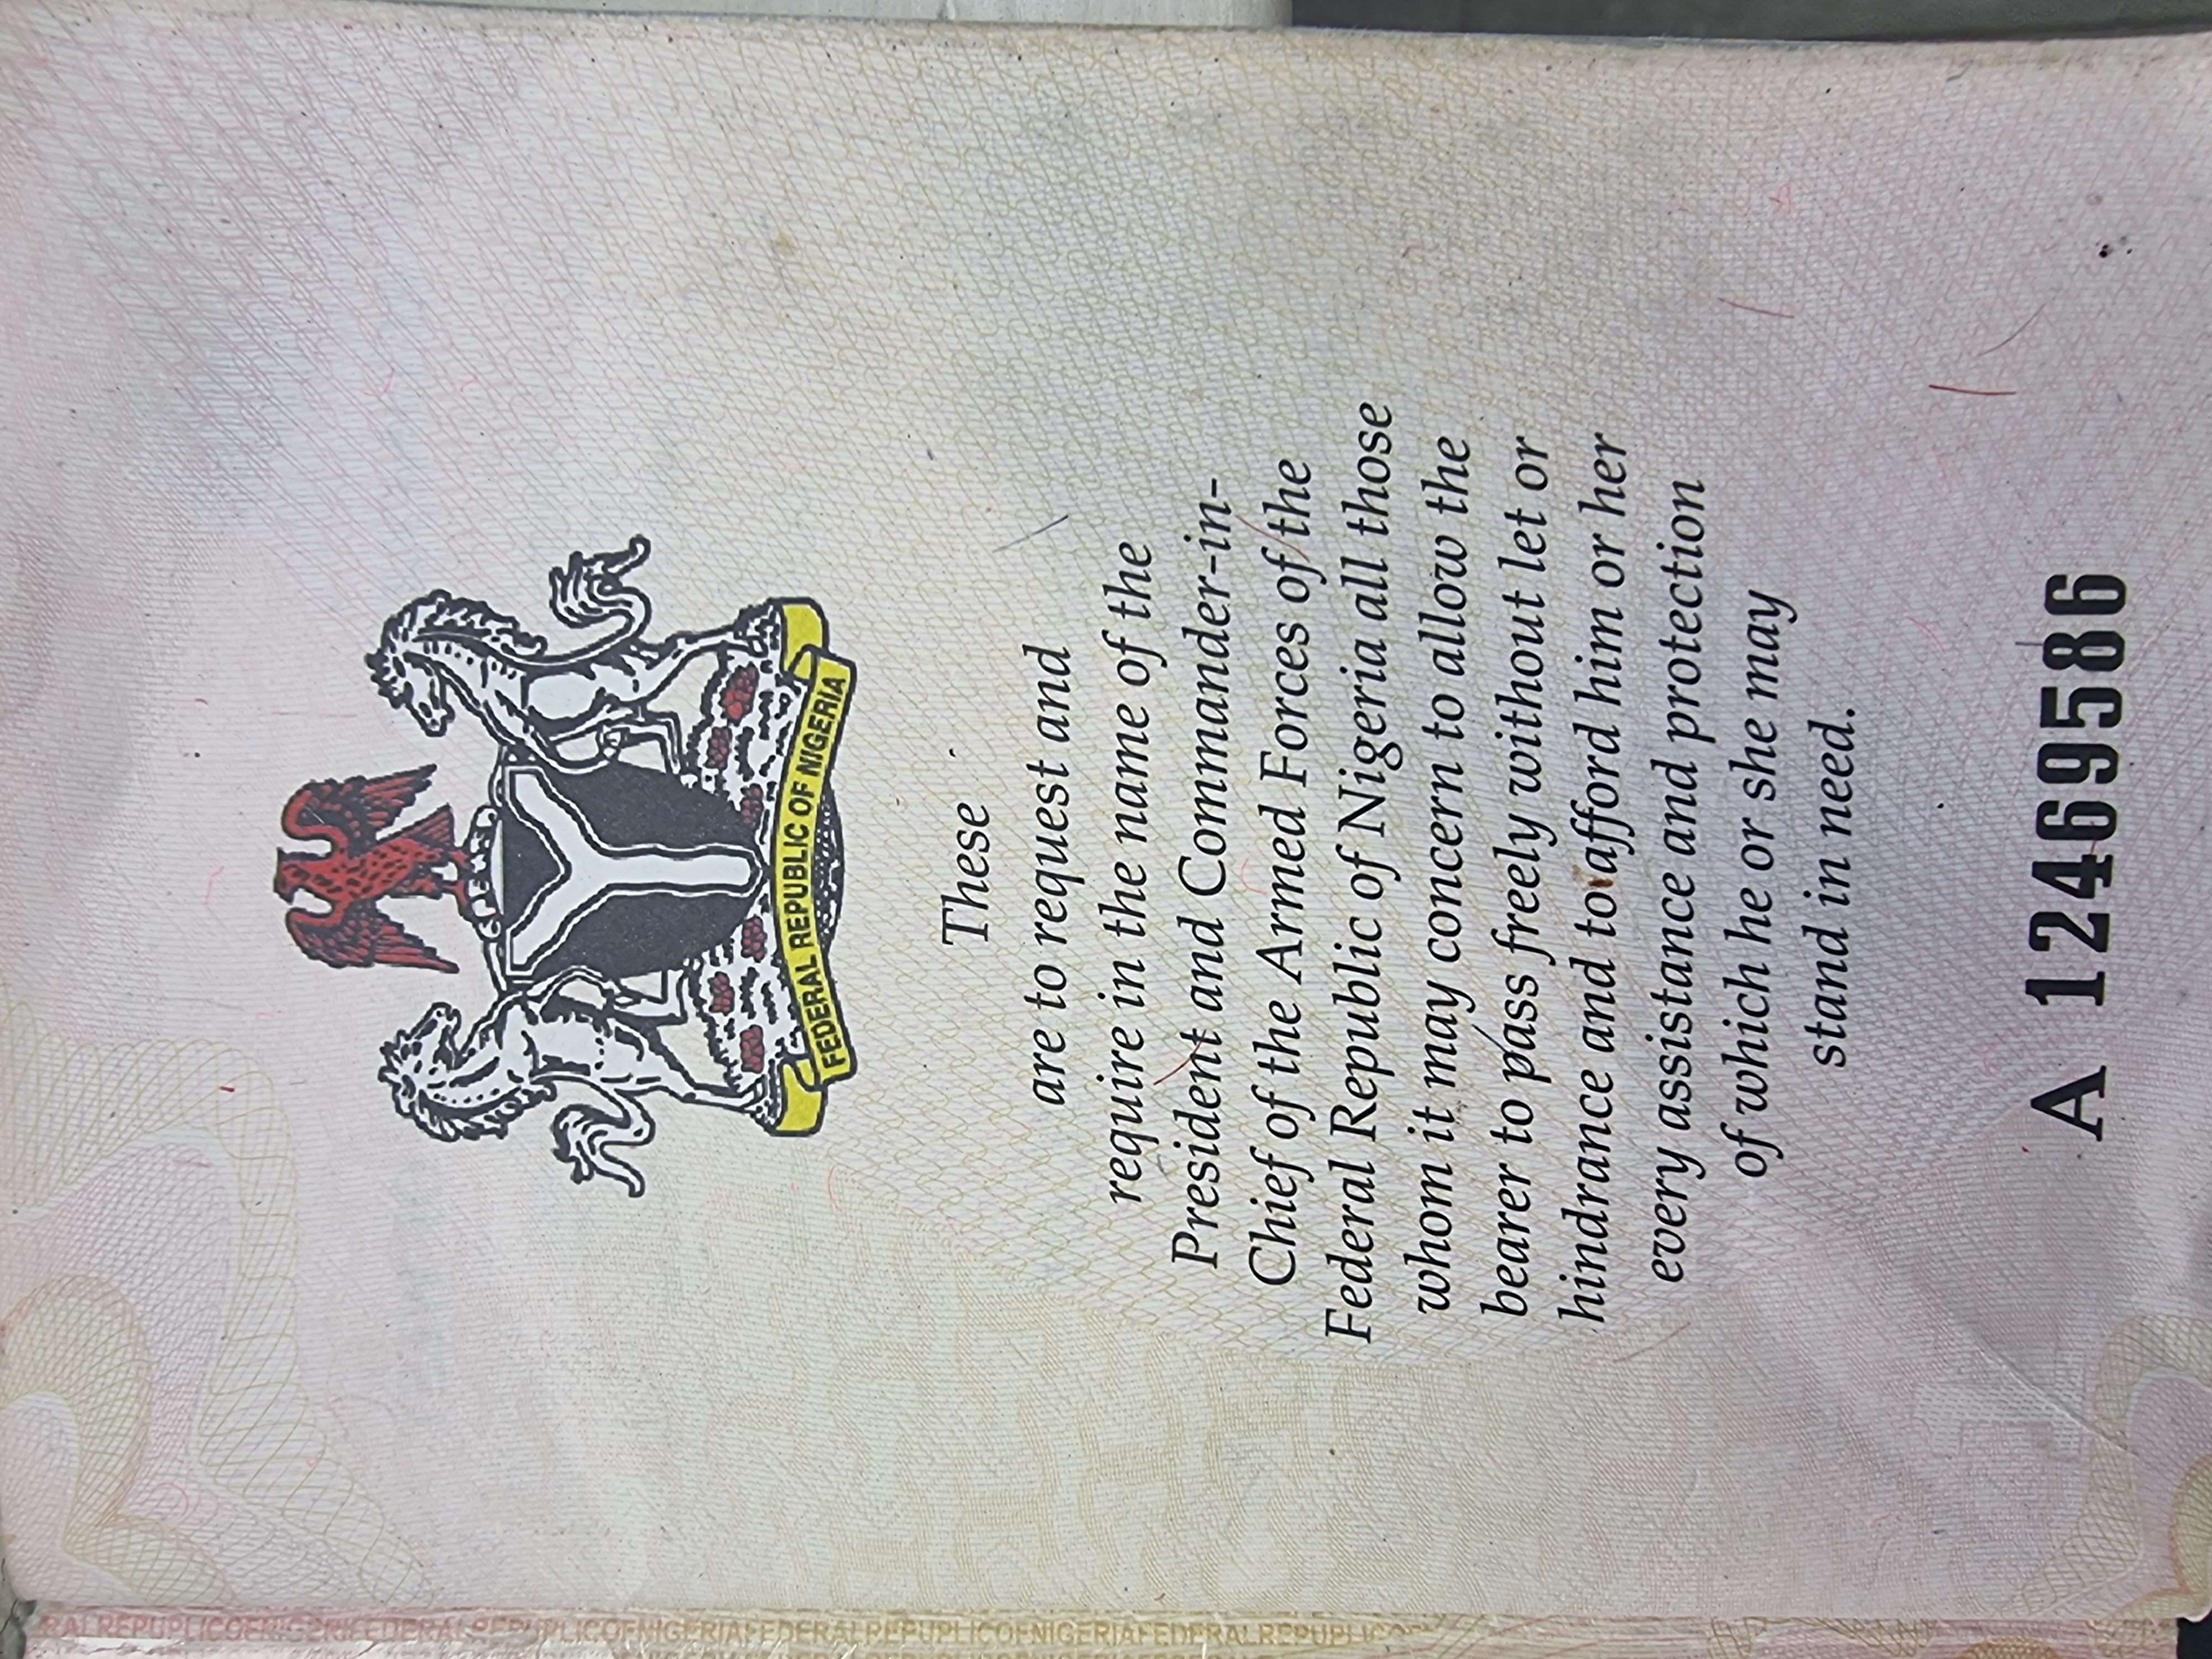 FEDERAL REPUBLIC OF NIGERIA
These
are to request and
require in the name of the
President and Commander-in-
Chief of the Armed Forces of the
Federal Republic of Nigeria all those
whom it may concern to allow the
bearer to pass freely without let or
hindrance and to afford him or her
every assistance and protection
of which he or she may
stand in need.
A 12469586
RALREPUPLICOFNIGERIAFEDERALREPUPLICOFNIGERIAFEDERALREPUPLICOFNIGERIAFEDERALREPUPLICOF